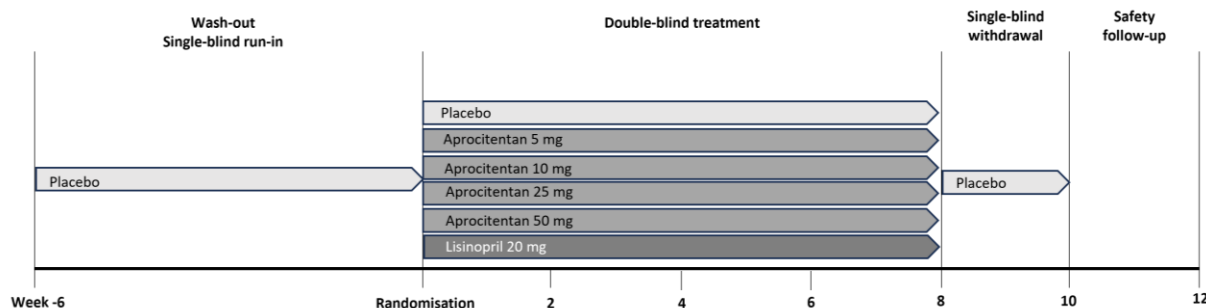 Wash-out
Single-blind run-in
Double-blind treatment
Single-blind
withdrawal
Safety
follow-up
Placebo
Placebo
Aprocitentan 5 mg
Aprocitentan 10 mg
Aprocitentan 25 mg
Aprocitentan 50 mg
Lisinopril 20 mg
Placebo
Week -6
Randomisation
2
4
6
8
10
12